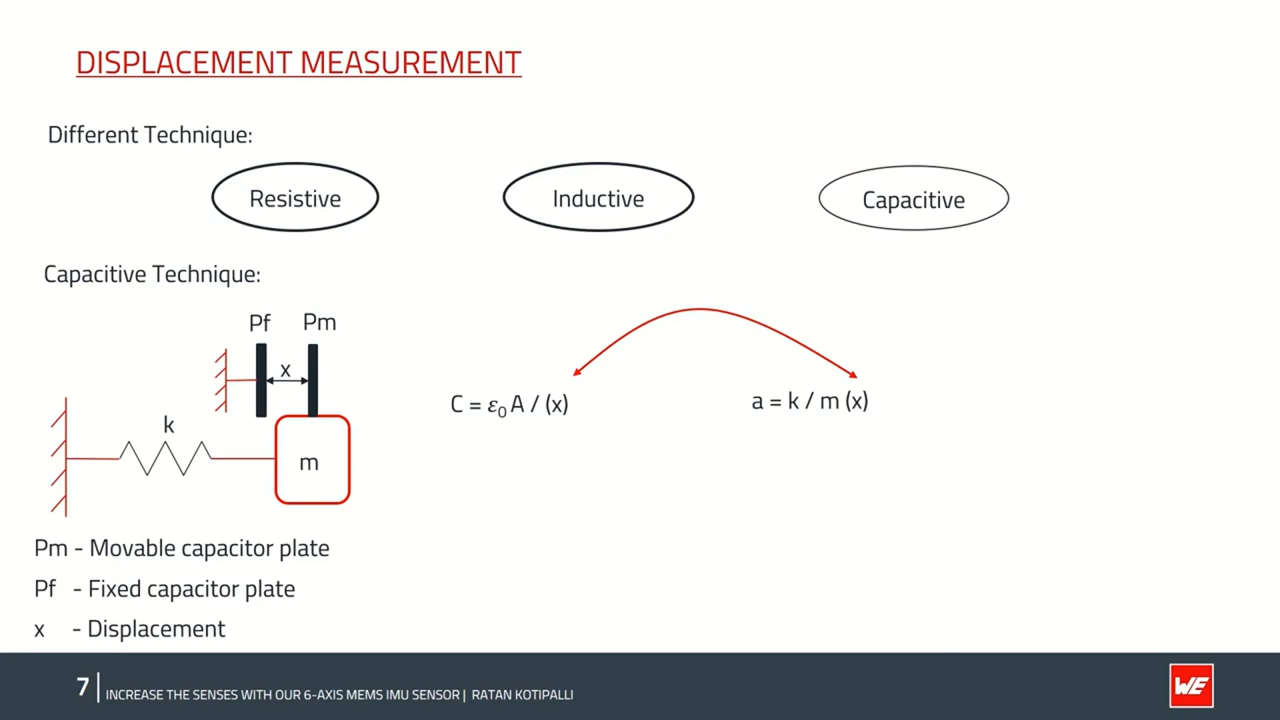 DISPLACEMENT MEASUREMENT
Different Technique:
Resistive
Inductive
Capacitive
Capacitive Technique:
Pf Pm
x
k
m
C = ε₀ A / (x)
a = k / m (x)
Pm - Movable capacitor plate
Pf - Fixed capacitor plate
x - Displacement
7 | INCREASE THE SENSES WITH OUR 6-AXIS MEMS IMU SENSOR | RATAN KOTIPALLI
WE